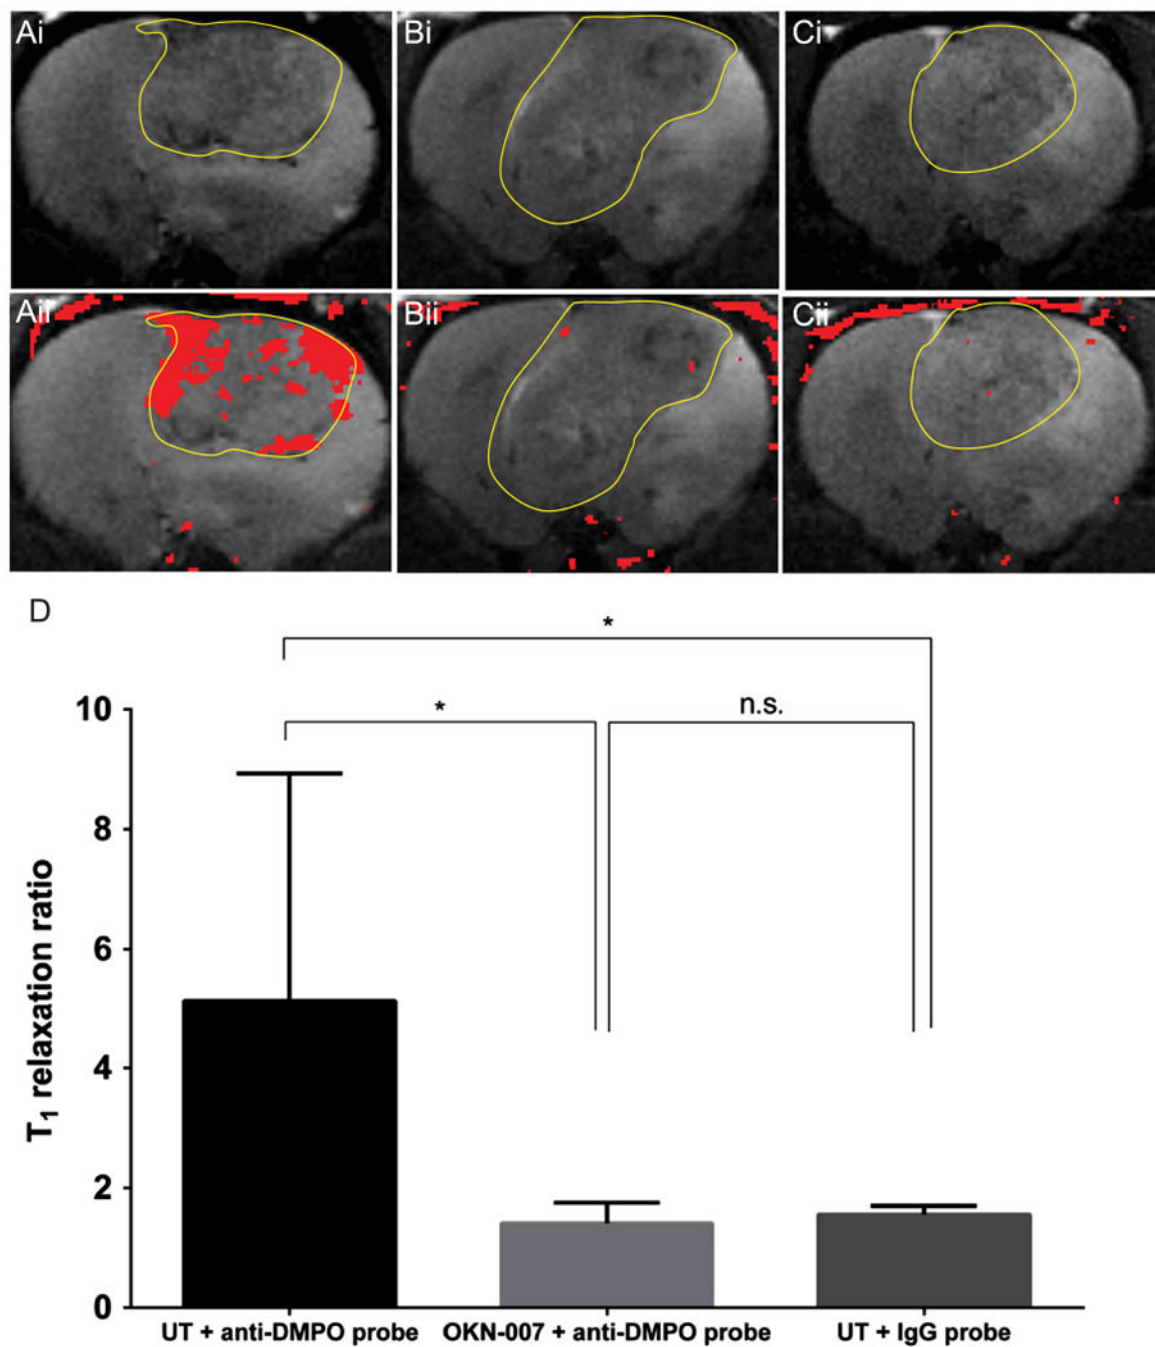 Ai
Bi
Ci
Aii
Bii
Cii
D
*
*
n.s.
10
8
6
4
2
0
T₁ relaxation ratio
UT + anti-DMPO probe
OKN-007 + anti-DMPO probe
UT + IgG probe